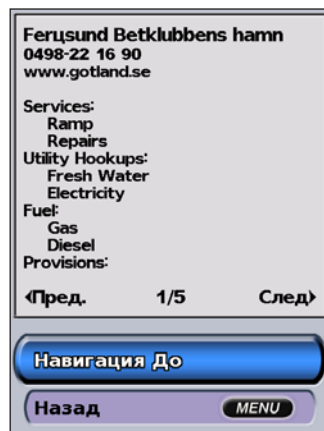 Ferцsund Betklubbens hamn
0498-22 16 90
www.gotland.se
Services:
Ramp
Repairs
Utility Hookups:
Fresh Water
Electricity
Fuel:
Gas
Diesel
Provisions:
Пред. 1/5 След
Навигация До
Назад MENU